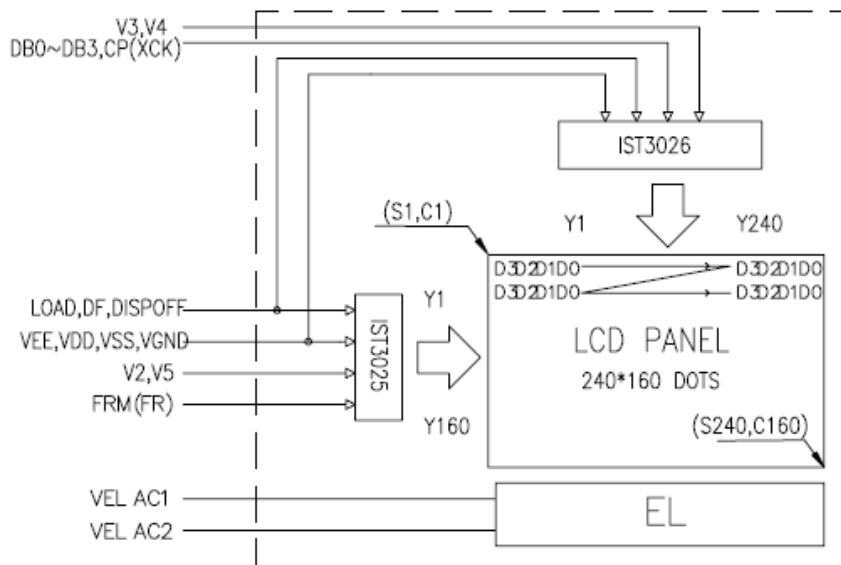 V3,V4
DB0~DB3,CP(XCK)
IST3026
(S1,C1)
Y1
Y240
D3D2D1D0
D3D2D1D0
D3D2D1D0
D3D2D1D0
LOAD,DF,DISPOFF
Y1
VEE,VDD,VSS,VGND
IST3025
LCD PANEL
V2,V5
240*160 DOTS
FRM(FR)
Y160
(S240,C160)
VEL AC1
EL
VEL AC2